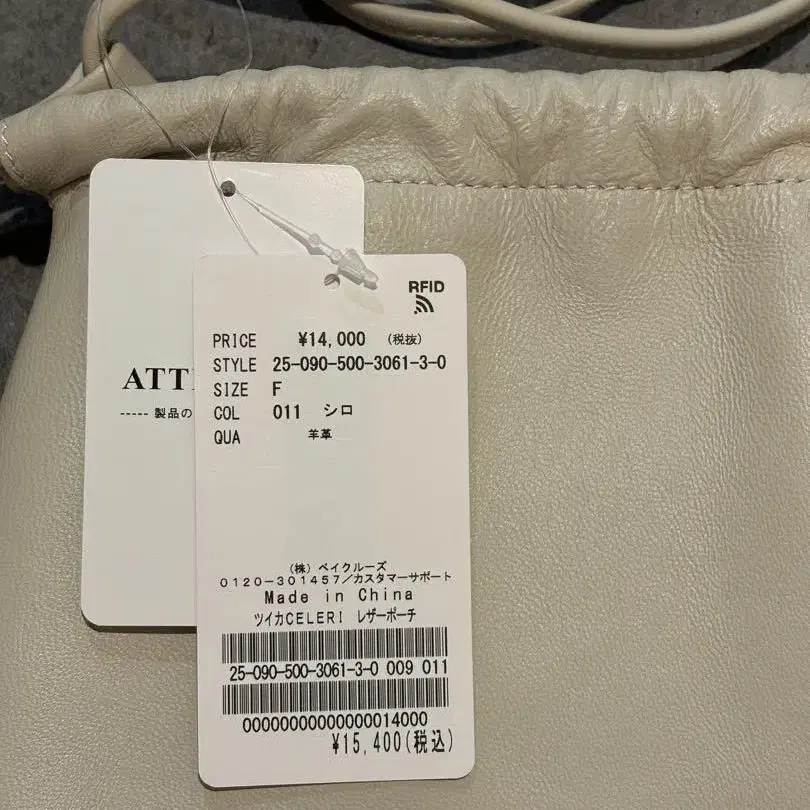 ATT
----- 製品の
RFID
PRICE ¥14,000 (税抜)
STYLE 25-090-500-3061-3-0
SIZE F
COL 011 シロ
QUA 羊革
(株) ベイクルーズ
0120-301457/カスタマーサポート
Made in China
ツイカCELERI レザーポーチ
25-090-500-3061-3-0 009 011
00000000000000014000
¥15,400(税込)